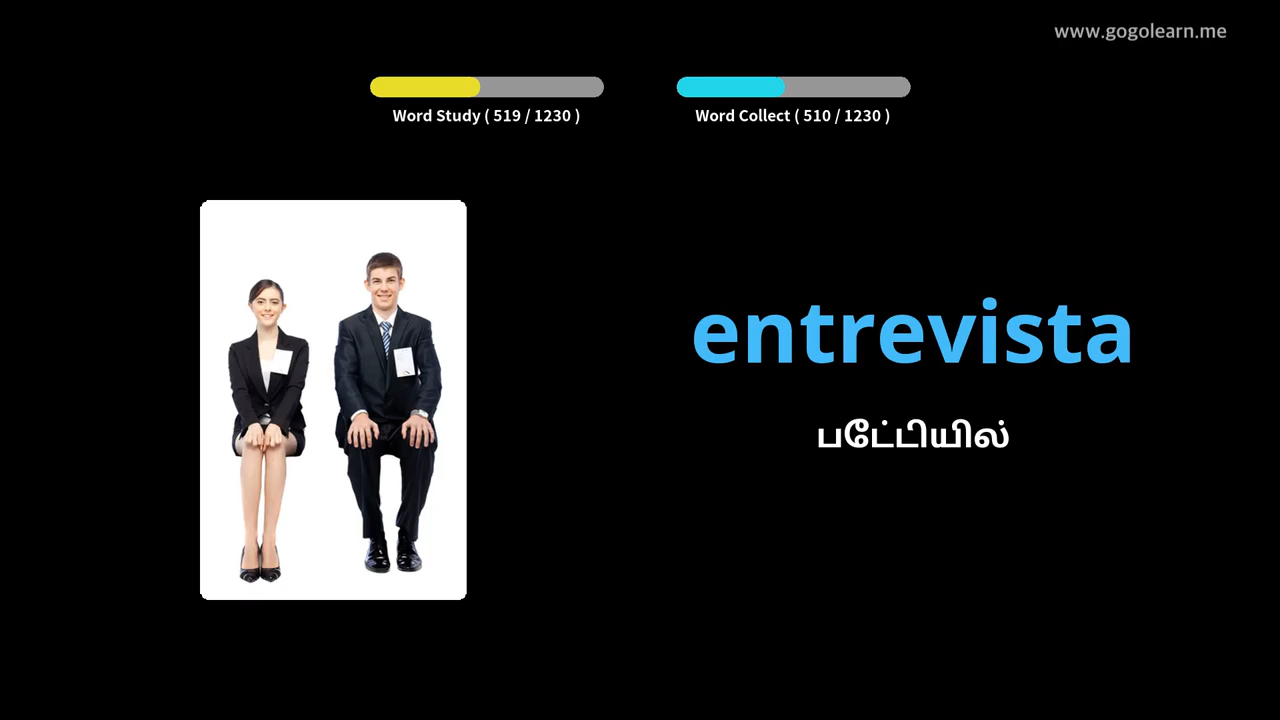 www.gogolearn.me
Word Study ( 519 / 1230 )
Word Collect ( 510 / 1230 )
entrevista
பட்டேியில்